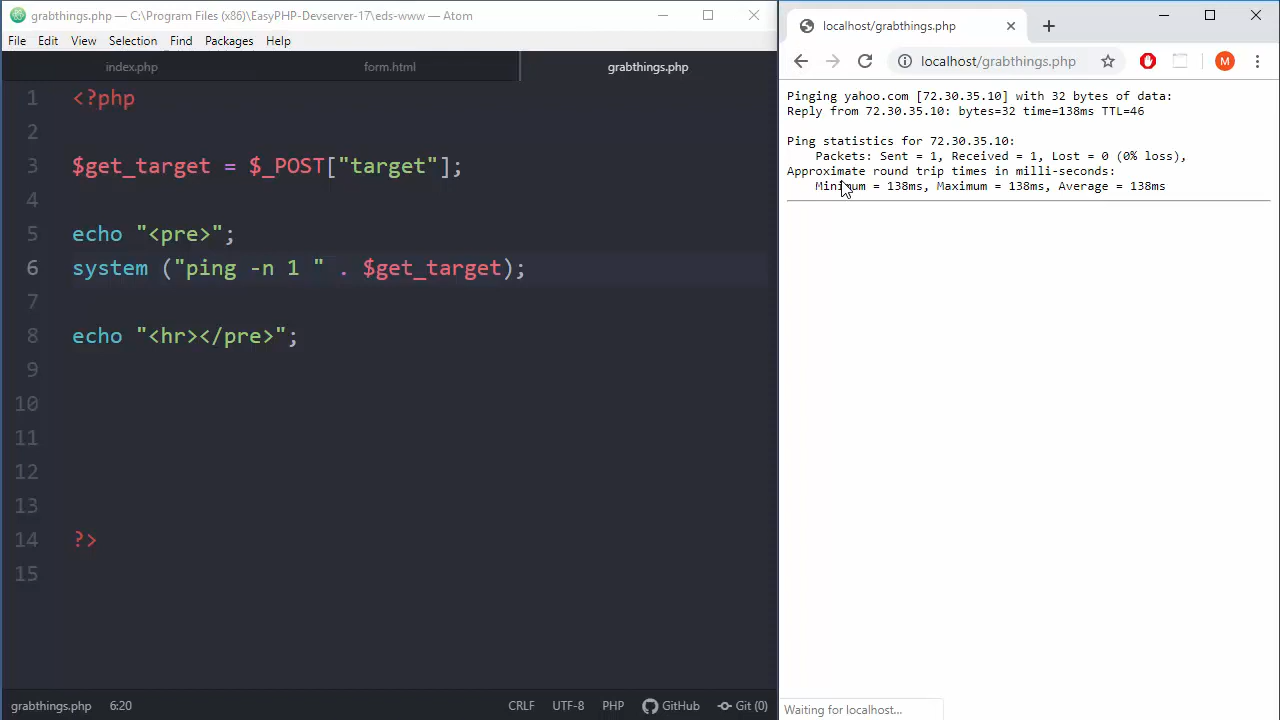 grabthings.php — C:\Program Files (x86)\EasyPHP-Devserver-17\eds-www — Atom
File Edit View Selection Find Packages Help
index.php form.html grabthings.php
1 <?php
2
3 $get_target = $_POST["target"];
4
5 echo "<pre>";
6 system ("ping -n 1 " . $get_target);
7
8 echo "<hr></pre>";
9
10
11
12
13
14 ?>
15
grabthings.php 6:20 CRLF UTF-8 PHP GitHub Git (0)
localhost/grabthings.php
localhost/grabthings.php M
Pinging yahoo.com [72.30.35.10] with 32 bytes of data:
Reply from 72.30.35.10: bytes=32 time=138ms TTL=46
Ping statistics for 72.30.35.10:
Packets: Sent = 1, Received = 1, Lost = 0 (0% loss),
Approximate round trip times in milli-seconds:
Minimum = 138ms, Maximum = 138ms, Average = 138ms
Waiting for localhost...